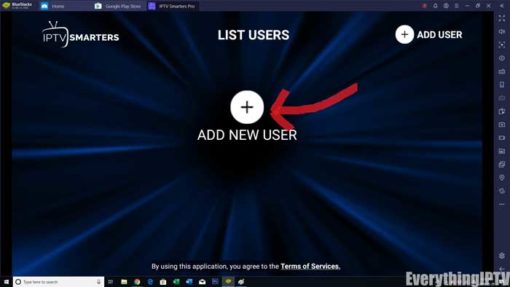 BlueStacks
Home
Google Play Store
IPTV Smarters Pro
IPTV SMARTERS
LIST USERS
ADD USER
ADD NEW USER
By using this application, you agree to the Terms of Services.
Type here to search
EverythingIPTV